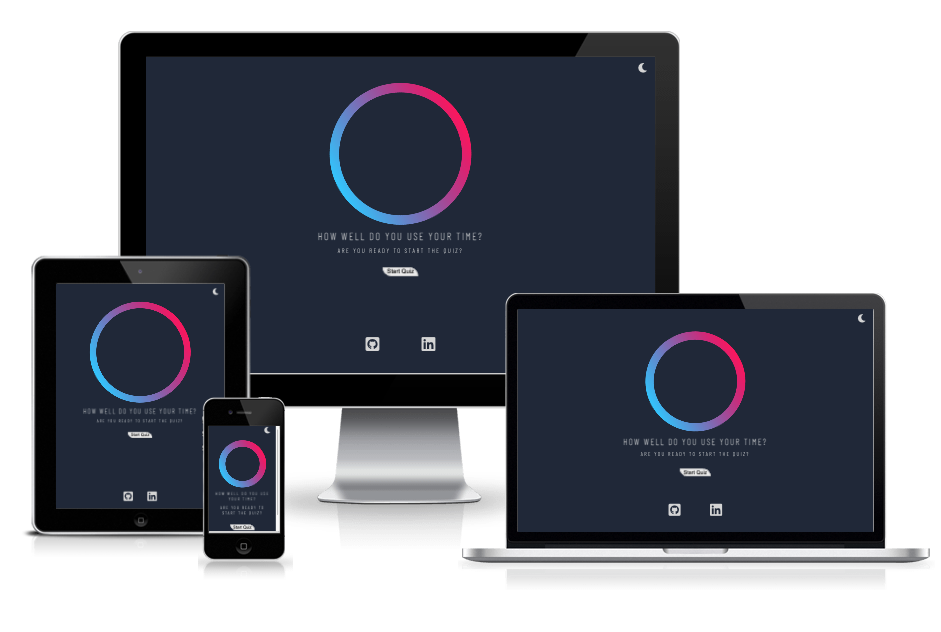 HOW WELL DO YOU USE YOUR TIME?
ARE YOU READY TO START THE QUIZ?
Start Quiz
in
HOW WELL DO YOU USE YOUR TIME?
ARE YOU READY TO START THE QUIZ?
Start Quiz
in
HOW WELL DO YOU USE
YOUR TIME?
ARE YOU READY TO
START THE QUIZ?
Start Quiz
HOW WELL DO YOU USE YOUR TIME?
ARE YOU READY TO START THE QUIZ?
Start Quiz
in